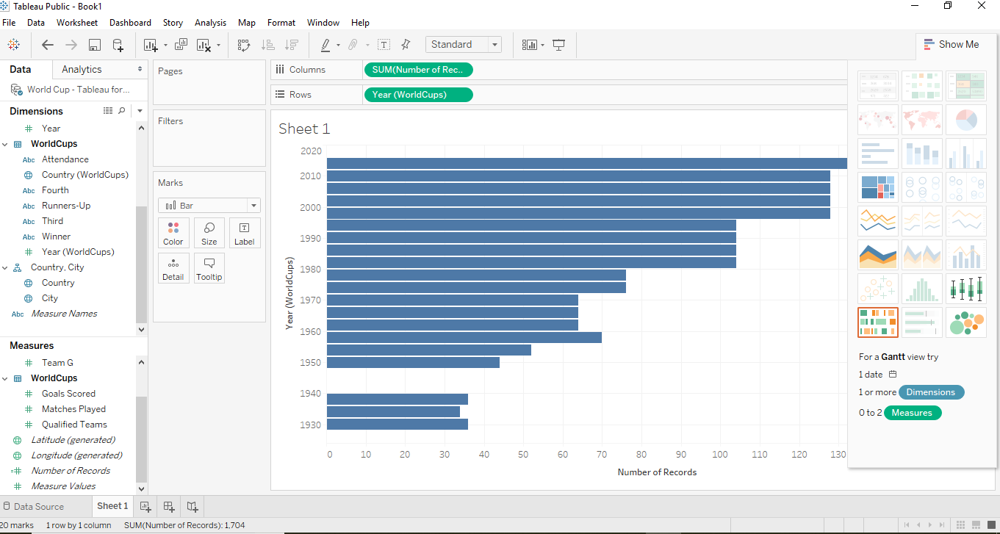 Tableau Public - Book1
File Data Worksheet Dashboard Story Analysis Map Format Window Help
Standard
Show Me
Data Analytics
World Cup - Tableau for...
Dimensions
Year
WorldCups
Abc Attendance
Country (WorldCups)
Abc Fourth
Abc Runners-Up
Abc Third
Abc Winner
Year (WorldCups)
Country, City
Country
City
Abc Measure Names
Measures
Team G
WorldCups
Goals Scored
Matches Played
Qualified Teams
Latitude (generated)
Longitude (generated)
Number of Records
Measure Values
Pages
Filters
Marks
Bar
Color Size Label
Detail Tooltip
Columns SUM(Number of Rec..
Rows Year (WorldCups)
Sheet 1
Year (WorldCups)
2020
2010
2000
1990
1980
1970
1960
1950
1940
1930
0 10 20 30 40 50 60 70 80 90 100 110 120 130
Number of Records
For a Gantt view try
1 date
1 or more Dimensions
0 to 2 Measures
Data Source Sheet 1
20 marks 1 row by 1 column SUM(Number of Records): 1,704